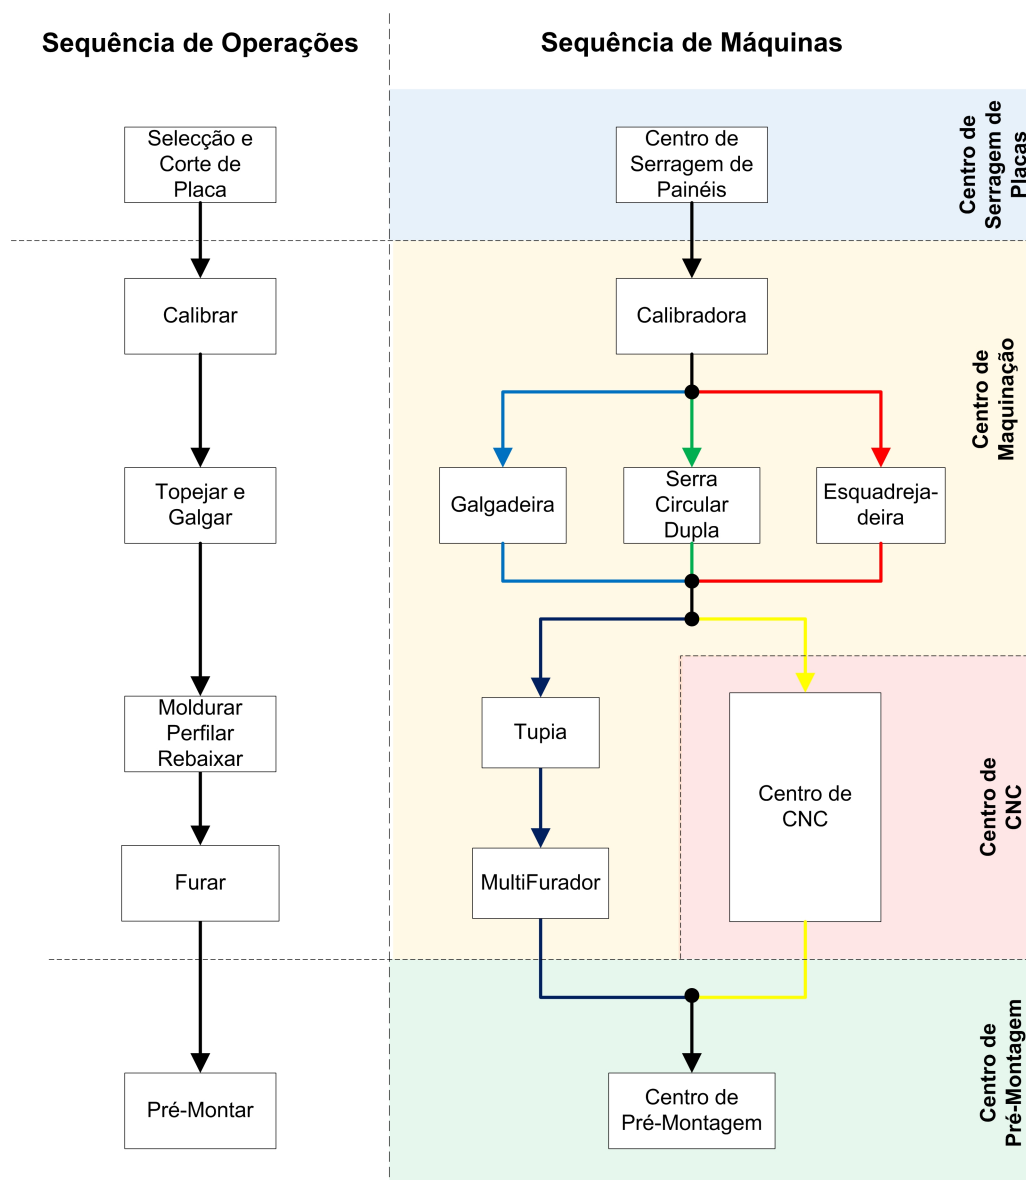 Sequência de Operações
Sequência de Máquinas
Selecção e
Corte de
Placa
Centro de
Serragem de
Painéis
Centro de
Serragem de
Placas
Calibrar
Calibradora
Centro de
Maquinação
Topejar e
Galgar
Galgadeira
Serra
Circular
Dupla
Esquadreja-
deira
Moldurar
Perfilar
Rebaixar
Tupia
Centro de
CNC
Centro de
CNC
Furar
MultiFurador
Pré-Montar
Centro de
Pré-Montagem
Centro de
Pré-Montagem